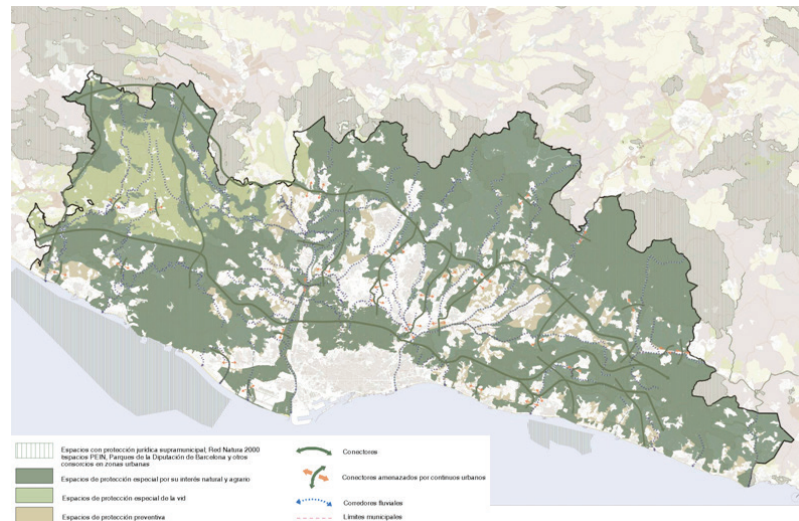 Espacios con protección jurídica supramunicipal; Red Natura 2000
espacios PEIN, Parques de la Diputación de Barcelona y otros
consorcios en zonas urbanas
Espacios de protección especial por su interés natural y agrario
Espacios de protección especial de la vid
Espacios de protección preventiva
Conectores
Conectores amenazados por continuos urbanos
Corredores fluviales
Límites municipales